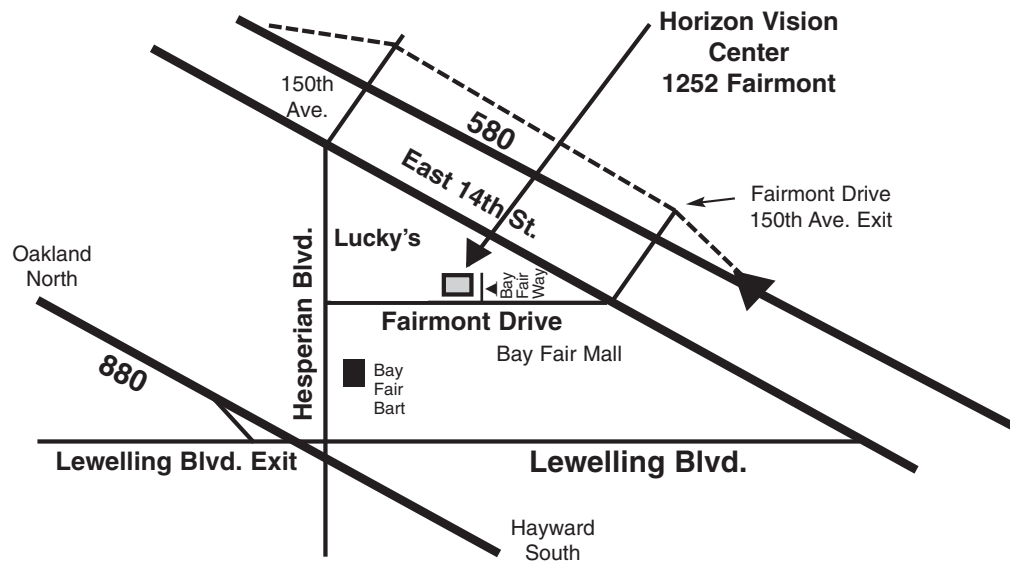 Horizon Vision
Center
1252 Fairmont
150th
Ave.
580
East 14th St.
Fairmont Drive
150th Ave. Exit
Lucky's
Oakland
North
Hesperian Blvd.
Bay
Fair
Way
Fairmont Drive
Bay Fair Mall
880
Bay
Fair
Bart
Lewelling Blvd. Exit
Lewelling Blvd.
Hayward
South